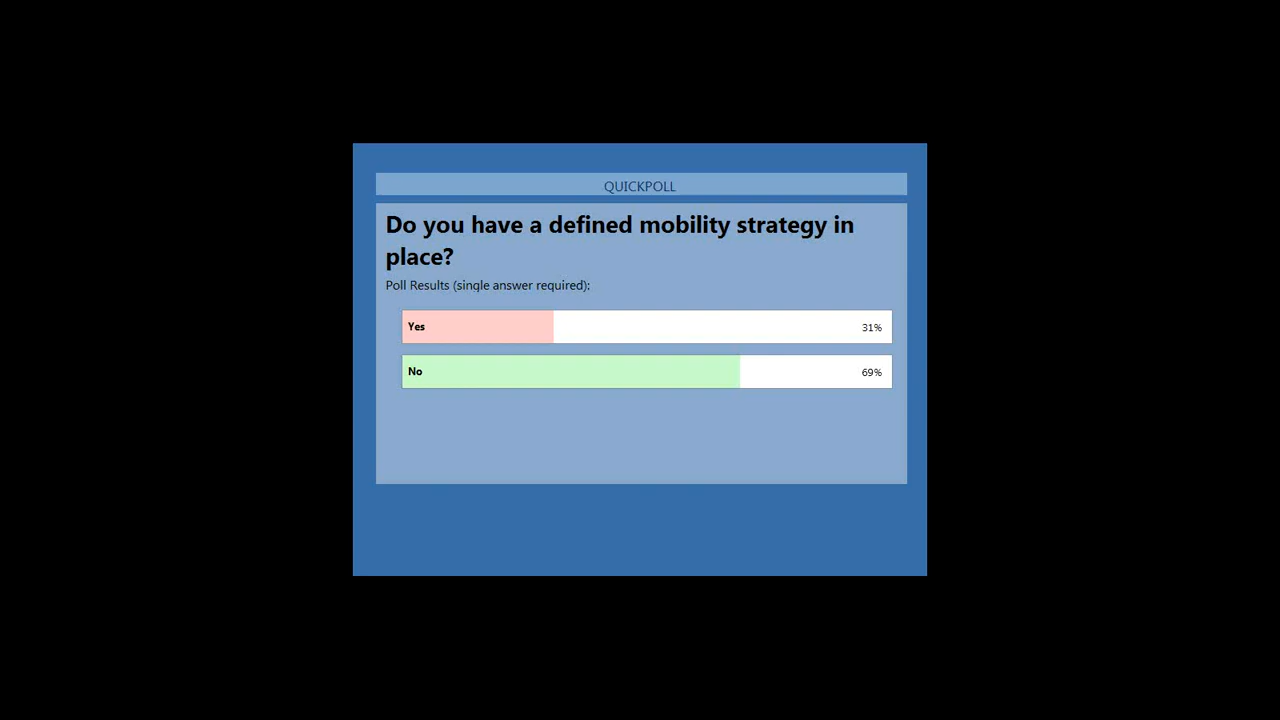 QUICKPOLL
Do you have a defined mobility strategy in
place?
Poll Results (single answer required):
Yes 31%
No 69%